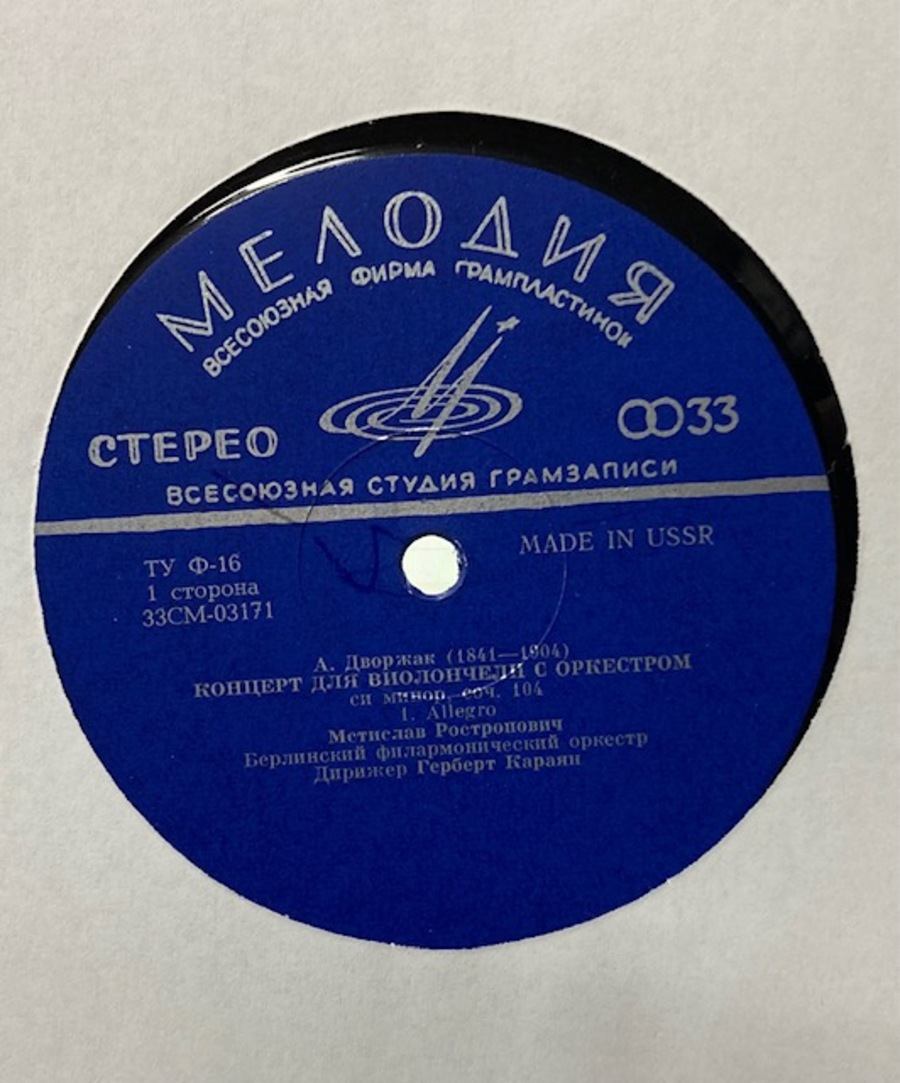 МЕЛОДИЯ
ВСЕСОЮЗНАЯ ФИРМА ГРАМПЛАСТИНОК
СТЕРЕО
33
ВСЕСОЮЗНАЯ СТУДИЯ ГРАМЗАПИСИ
MADE IN USSR
ТУ Ф-16
1 сторона
33СМ-03171
А. Дворжак (1841—1904)
КОНЦЕРТ ДЛЯ ВИОЛОНЧЕЛИ С ОРКЕСТРОМ
си минор, соч. 104
1. Allegro
Мстислав Ростропович
Берлинский филармонический оркестр
Дирижер Герберт Караян